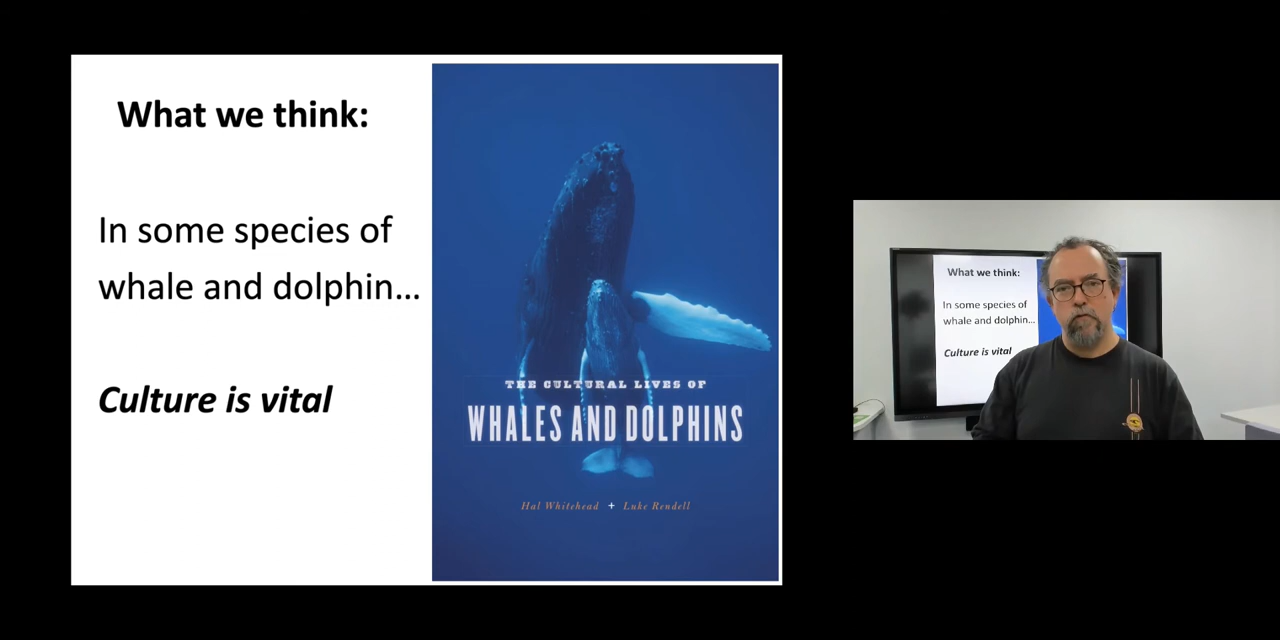 What we think:
In some species of
whale and dolphin...
Culture is vital
THE CULTURAL LIVES OF
WHALES AND DOLPHINS
Hal Whitehead + Luke Rendell
What we think:
In some species of
whale and dolphin...
Culture is vital